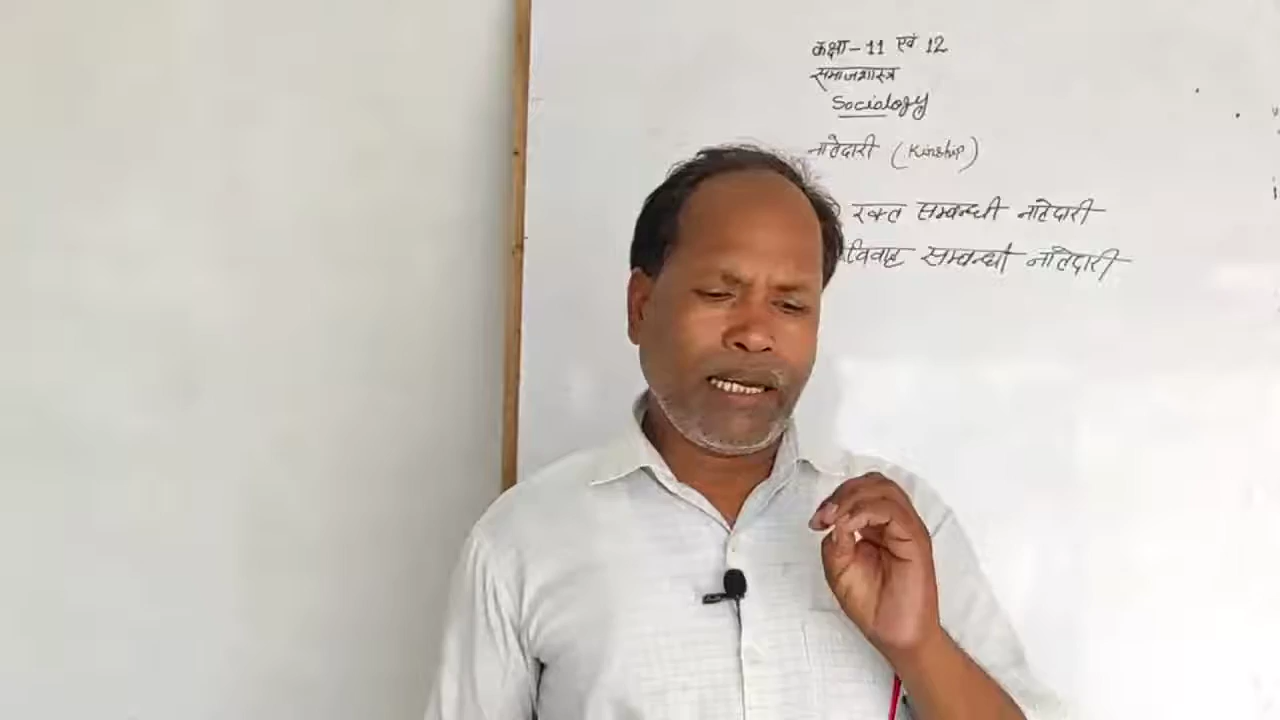 कक्षा - 11 एवं 12
समाजशास्त्र
Sociology
नातेदारी (Kinship)
रक्त सम्बन्धी नातेदारी
विवाह सम्बन्धी नातेदारी